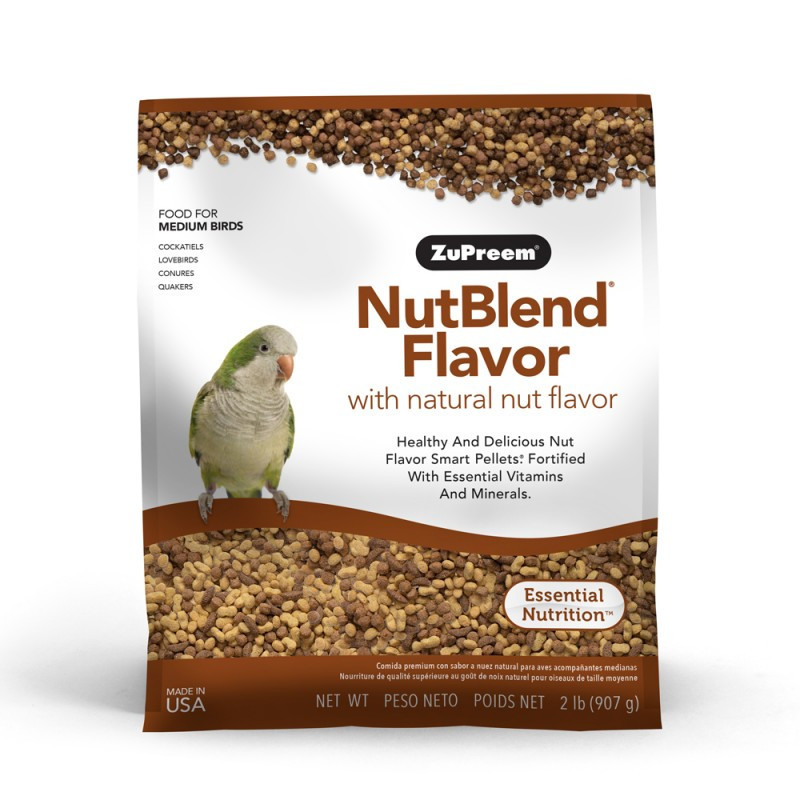 FOOD FOR
MEDIUM BIRDS
COCKATIELS
LOVEBIRDS
CONURES
QUAKERS
ZuPreem®
NutBlend®
Flavor
with natural nut flavor
Healthy And Delicious Nut
Flavor Smart Pellets® Fortified
With Essential Vitamins
And Minerals.
Essential
Nutrition™
Comida premium con sabor a nuez natural para aves acompañantes medianas
Nourriture de qualité supérieure au goût de noix naturel pour oiseaux de taille moyenne
MADE IN
USA
NET WT PESO NETO POIDS NET 2 lb (907 g)